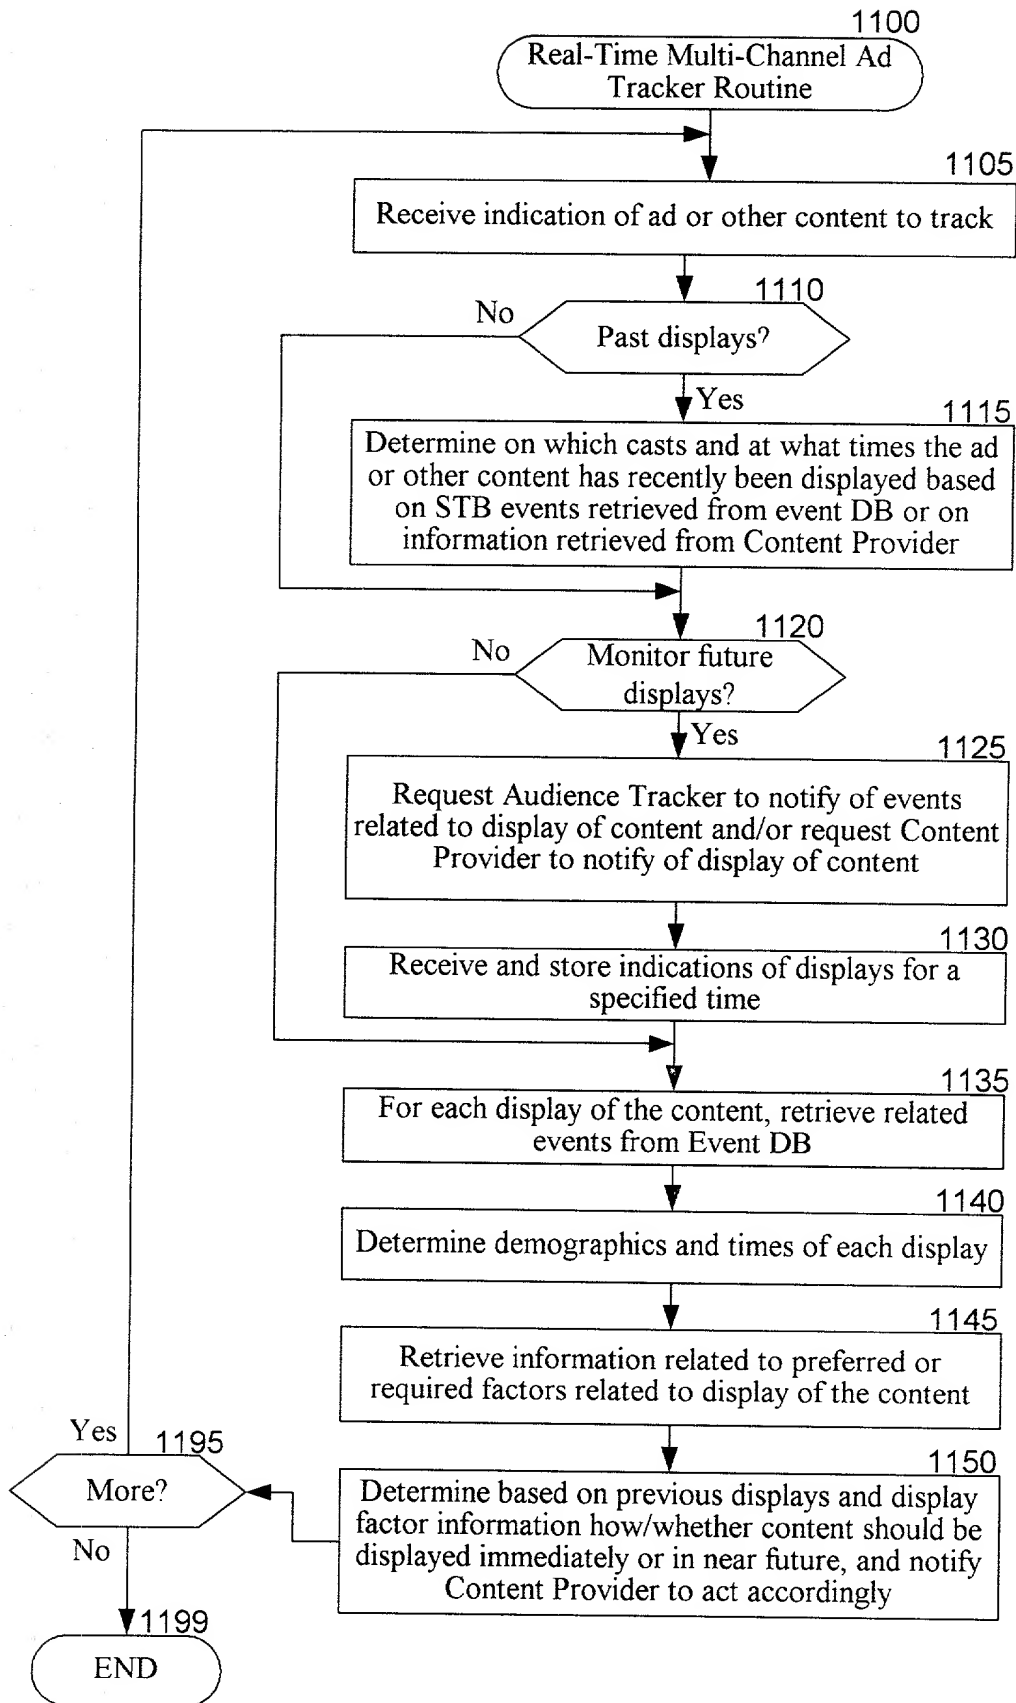 1100
Real-Time Multi-Channel Ad
Tracker Routine
1105
Receive indication of ad or other content to track
1110
No
Past displays?
Yes
1115
Determine on which casts and at what times the ad
or other content has recently been displayed based
on STB events retrieved from event DB or on
information retrieved from Content Provider
1120
No
Monitor future
displays?
Yes
1125
Request Audience Tracker to notify of events
related to display of content and/or request Content
Provider to notify of display of content
1130
Receive and store indications of displays for a
specified time
1135
For each display of the content, retrieve related
events from Event DB
1140
Determine demographics and times of each display
1145
Retrieve information related to preferred or
required factors related to display of the content
1150
Determine based on previous displays and display
factor information how/whether content should be
displayed immediately or in near future, and notify
Content Provider to act accordingly
Yes
1195
More?
No
1199
END